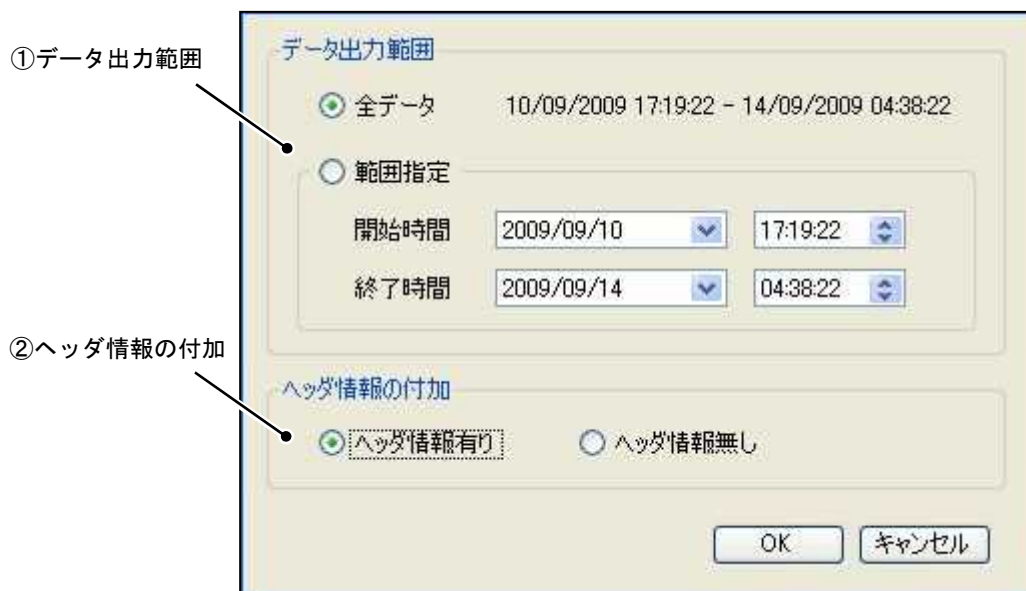 ①データ出力範囲
データ出力範囲
全データ 10/09/2009 17:19:22 - 14/09/2009 04:38:22
範囲指定
開始時間 2009/09/10 17:19:22
終了時間 2009/09/14 04:38:22
②ヘッダ情報の付加
ヘッダ情報の付加
ヘッダ情報有り ヘッダ情報無し
OK キャンセル